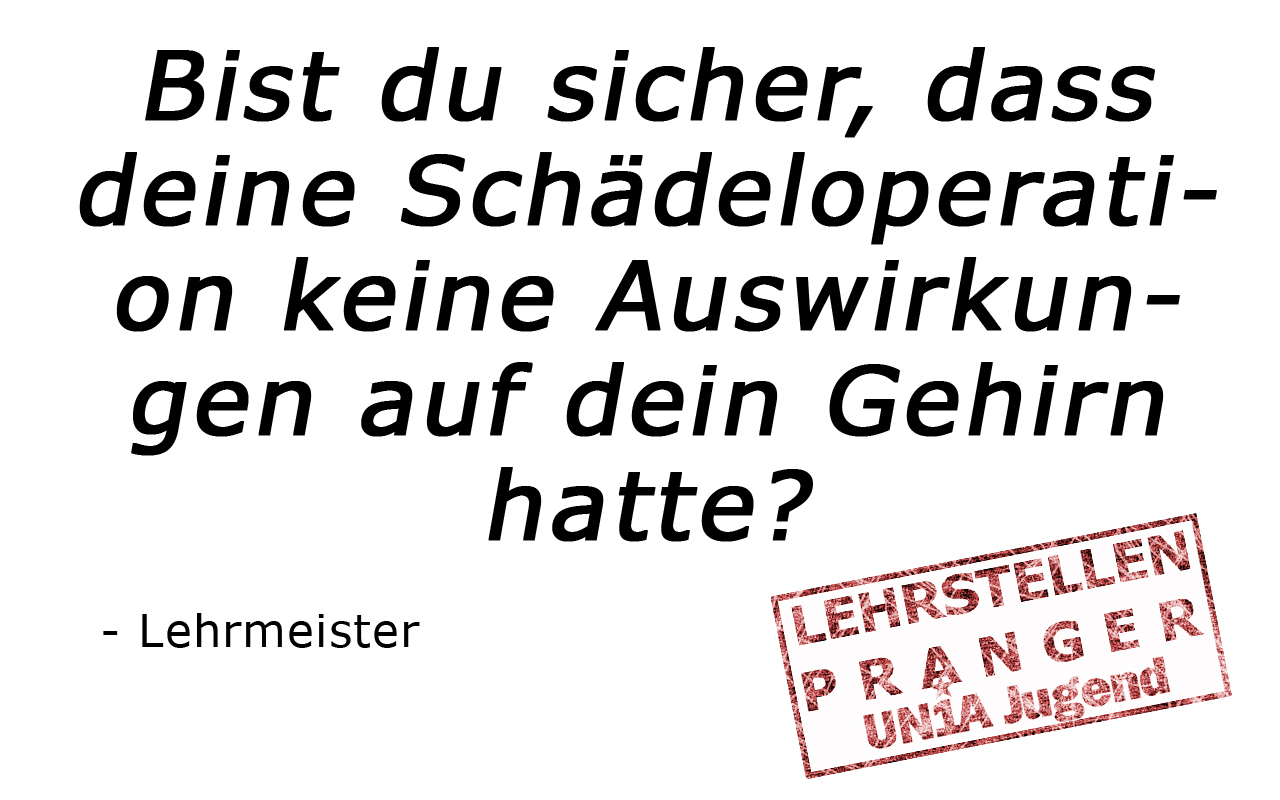 Bist du sicher, dass
deine Schädeloperati-
on keine Auswirkun-
gen auf dein Gehirn
hatte?
- Lehrmeister
LEHRSTELLEN
PRANGER
UNiA Jugend